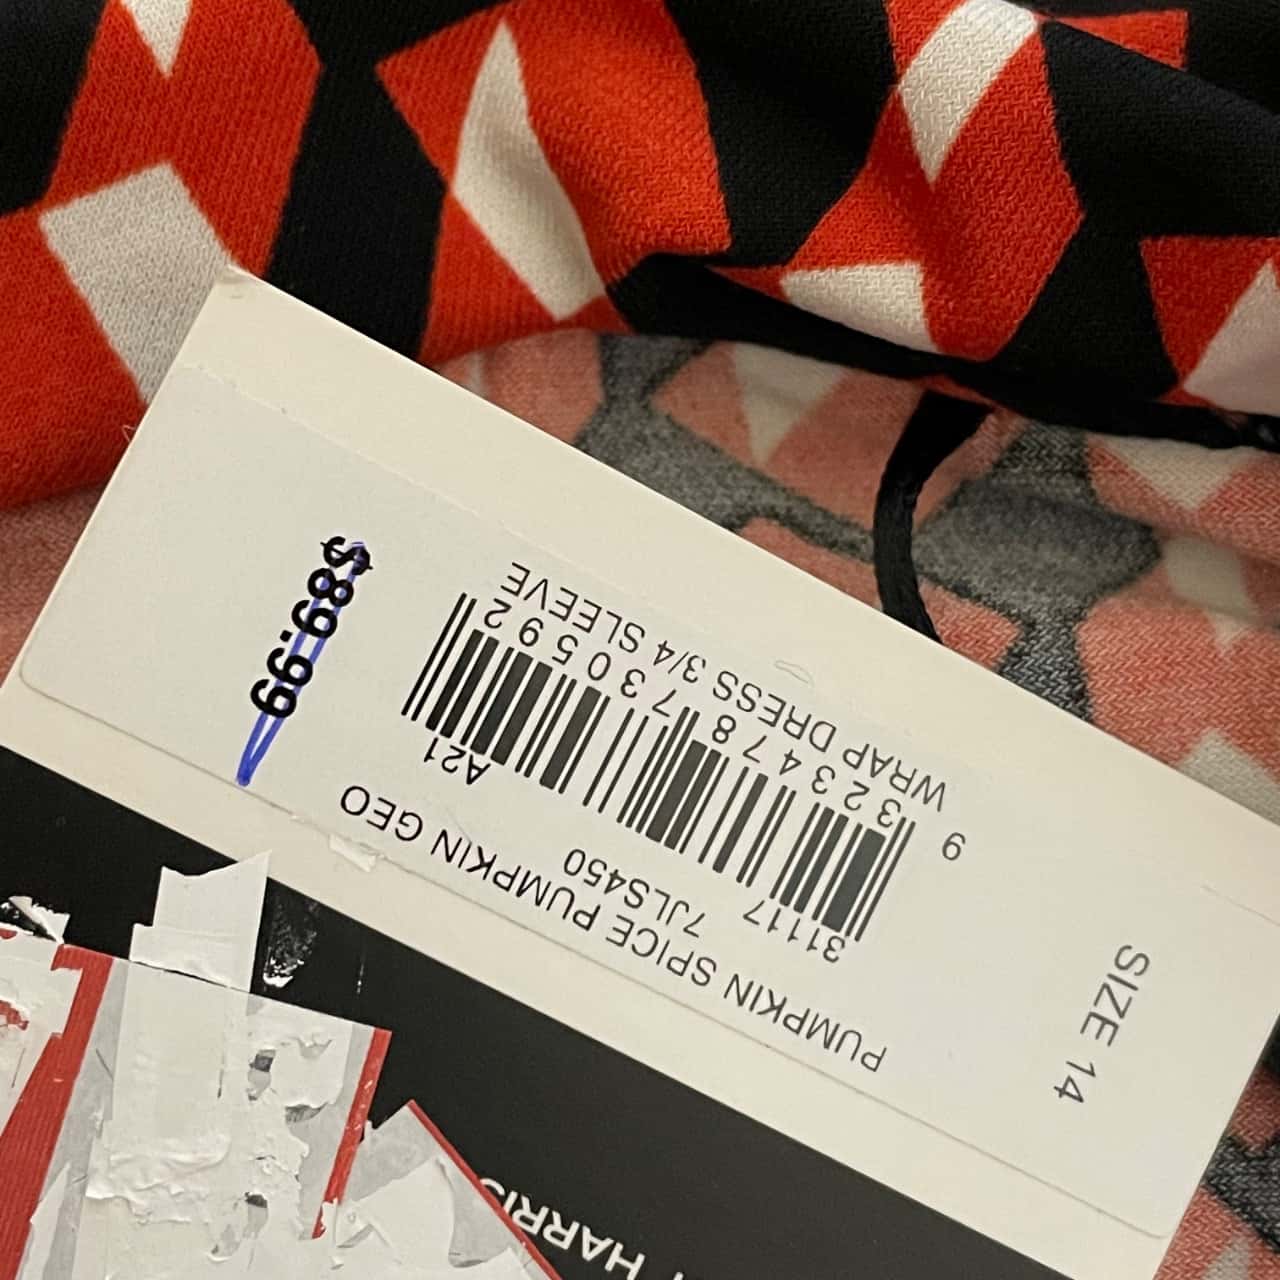 HARRIS
SIZE 14
PUMPKIN SPICE PUMPKIN GEO
7JLS450
31117 A21
9 323478 730592
WRAP DRESS 3/4 SLEEVE
$89.99